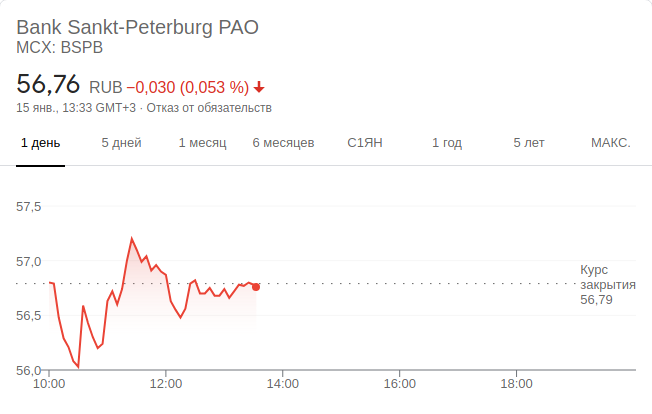 Bank Sankt-Peterburg PAO
MCX: BSPB
56,76 RUB −0,030 (0,053 %)
15 янв., 13:33 GMT+3 · Отказ от обязательств
1 день 5 дней 1 месяц 6 месяцев С1ЯН 1 год 5 лет МАКС.
57,5
57,0
Курс
закрытия
56,79
56,5
56,0
10:00 12:00 14:00 16:00 18:00